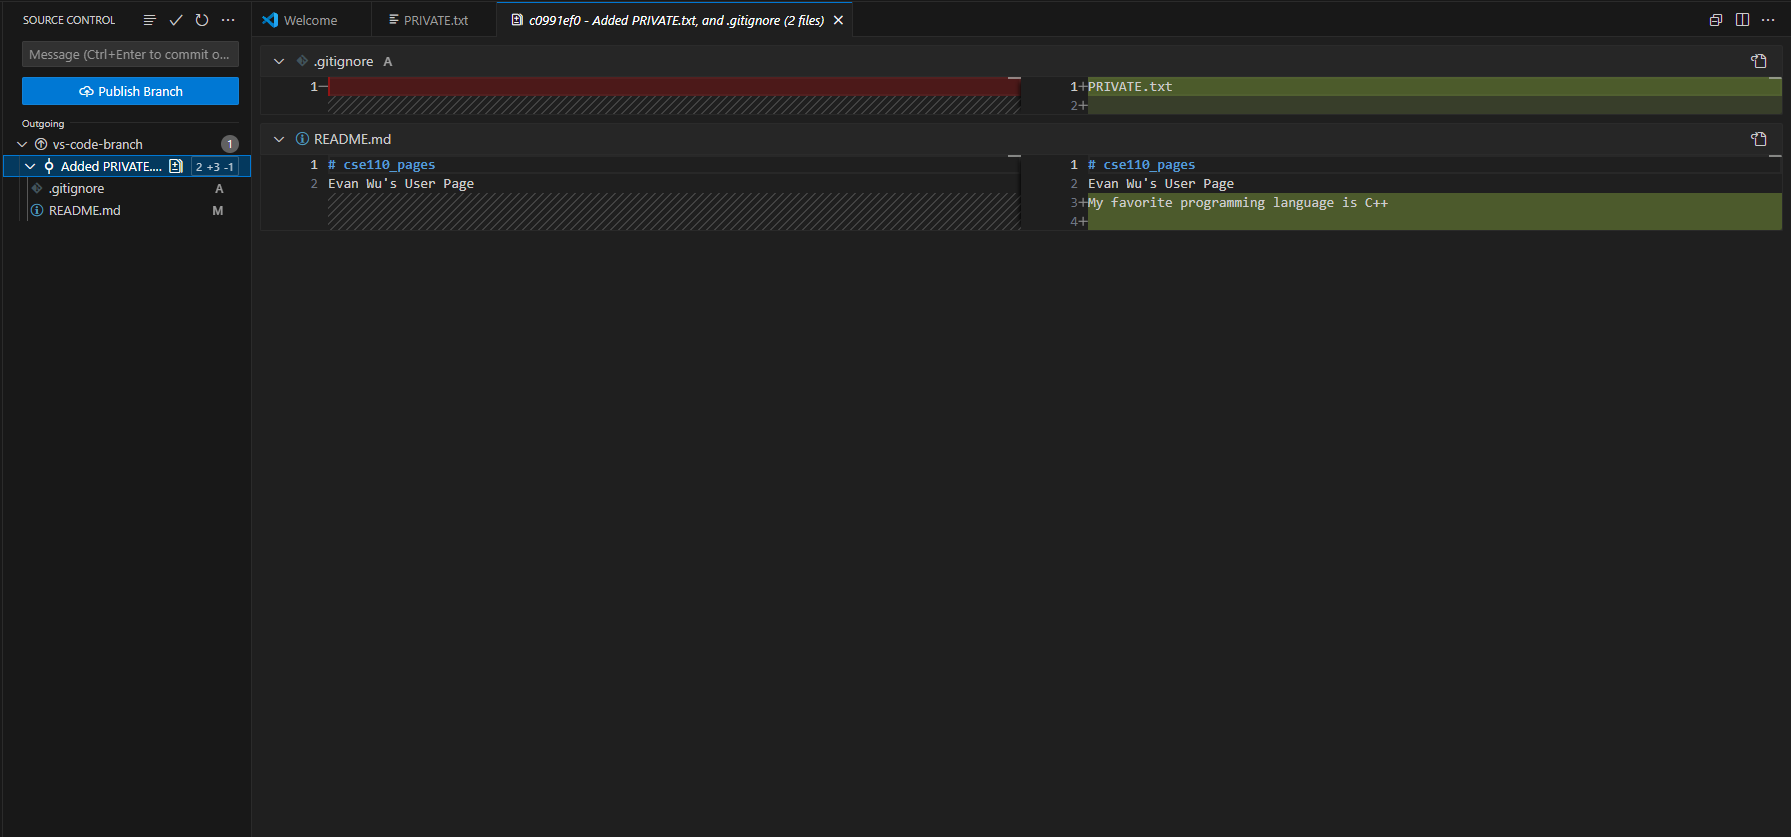 SOURCE CONTROL
Message (Ctrl+Enter to commit o...
Publish Branch
Outgoing
vs-code-branch 1
Added PRIVATE.... 2 +3 -1
.gitignore A
README.md M
Welcome PRIVATE.txt c0991ef0 - Added PRIVATE.txt, and .gitignore (2 files)
.gitignore A
1− 1+PRIVATE.txt
2+
README.md
1 # cse110_pages 1 # cse110_pages
2 Evan Wu's User Page 2 Evan Wu's User Page
3+My favorite programming language is C++
4+